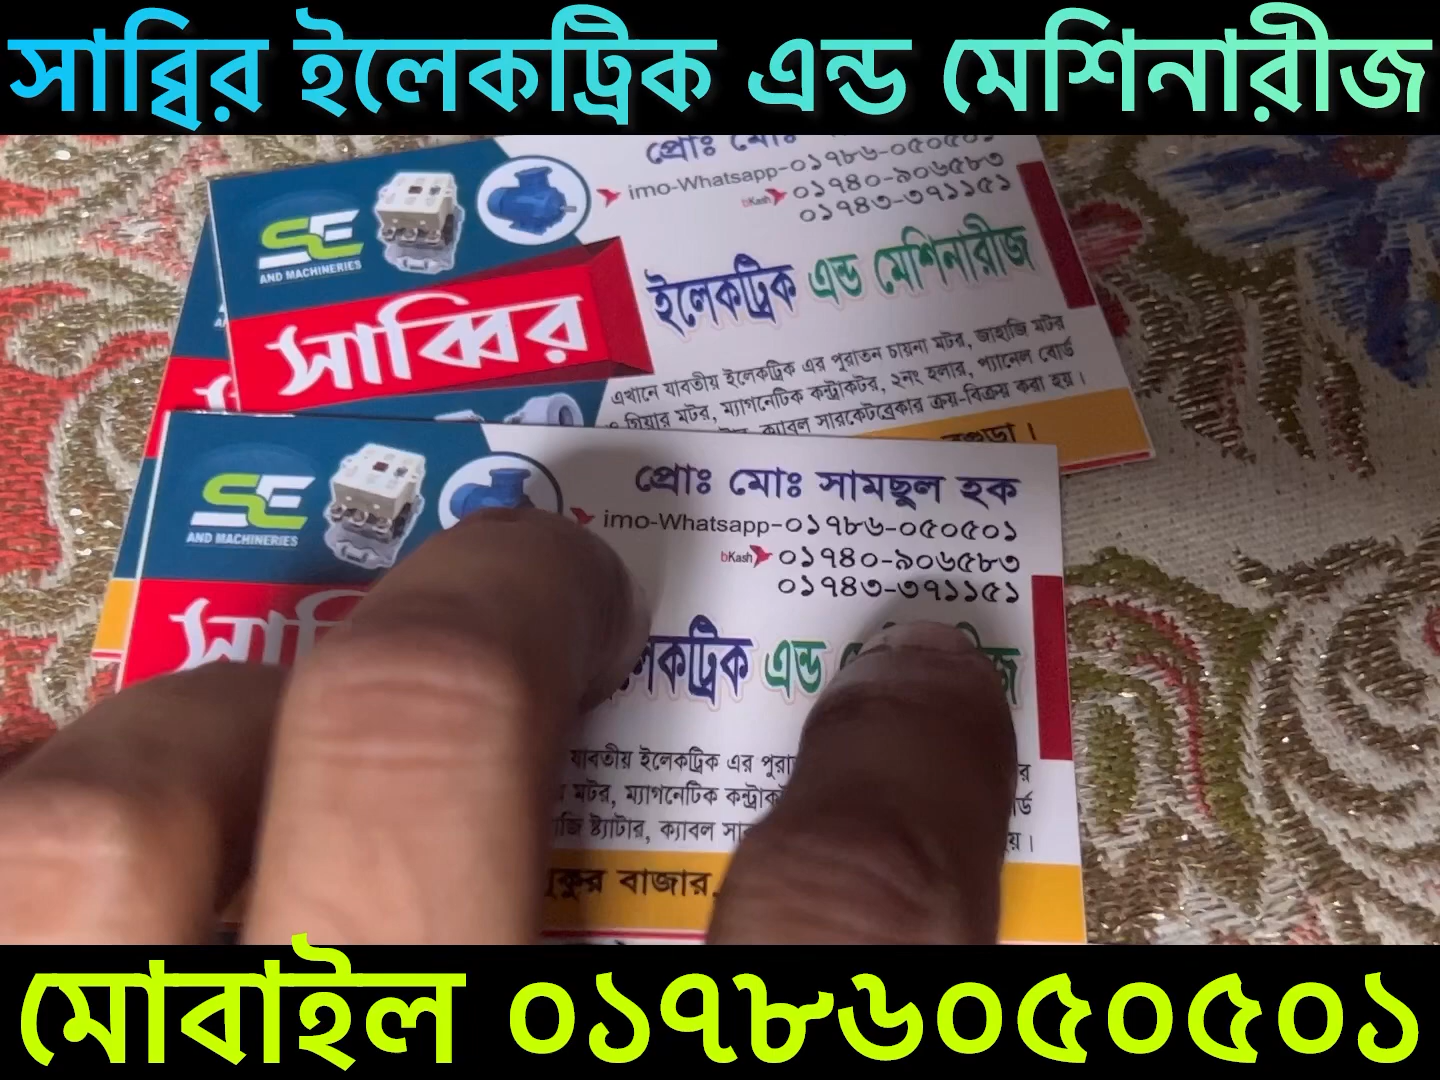 সাব্বির ইলেকট্রিক এন্ড মেশিনারীজ
প্রোঃ মোঃ
imo-Whatsapp-০১৭৮৬-০৫০৫০১
bKash ০১৭৪০-৯০৬৫৮৩
০১৭৪৩-৩৭১১৫১
SE
AND MACHINERIES
সাব্বির
ইলেকট্রিক এন্ড মেশিনারীজ
এখানে যাবতীয় ইলেকট্রিক এর পুরাতন চায়না মটর, জাহাজি মটর
ও গিয়ার মটর, ম্যাগনেটিক কন্ট্রাকটর, ২নং হলার, প্যানেল বোর্ড
ক্যাবল সারকেটব্রেকার ক্রয়-বিক্রয় করা হয়।
বগুড়া।
SE
AND MACHINERIES
প্রোঃ মোঃ সামছুল হক
imo-Whatsapp-০১৭৮৬-০৫০৫০১
bKash ০১৭৪০-৯০৬৫৮৩
০১৭৪৩-৩৭১১৫১
এন্ড
যাবতীয় ইলেকট্রিক এর
মটর, ম্যাগনেটিক
ষ্ট্যাটার, ক্যাবল
বাজার,
মোবাইল ০১৭৮৬০৫০৫০১